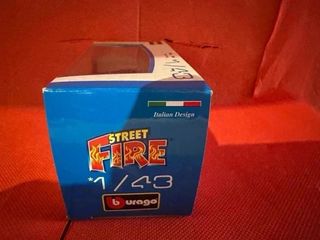 Italian Design
STREET
FIRE
*1/43
burago